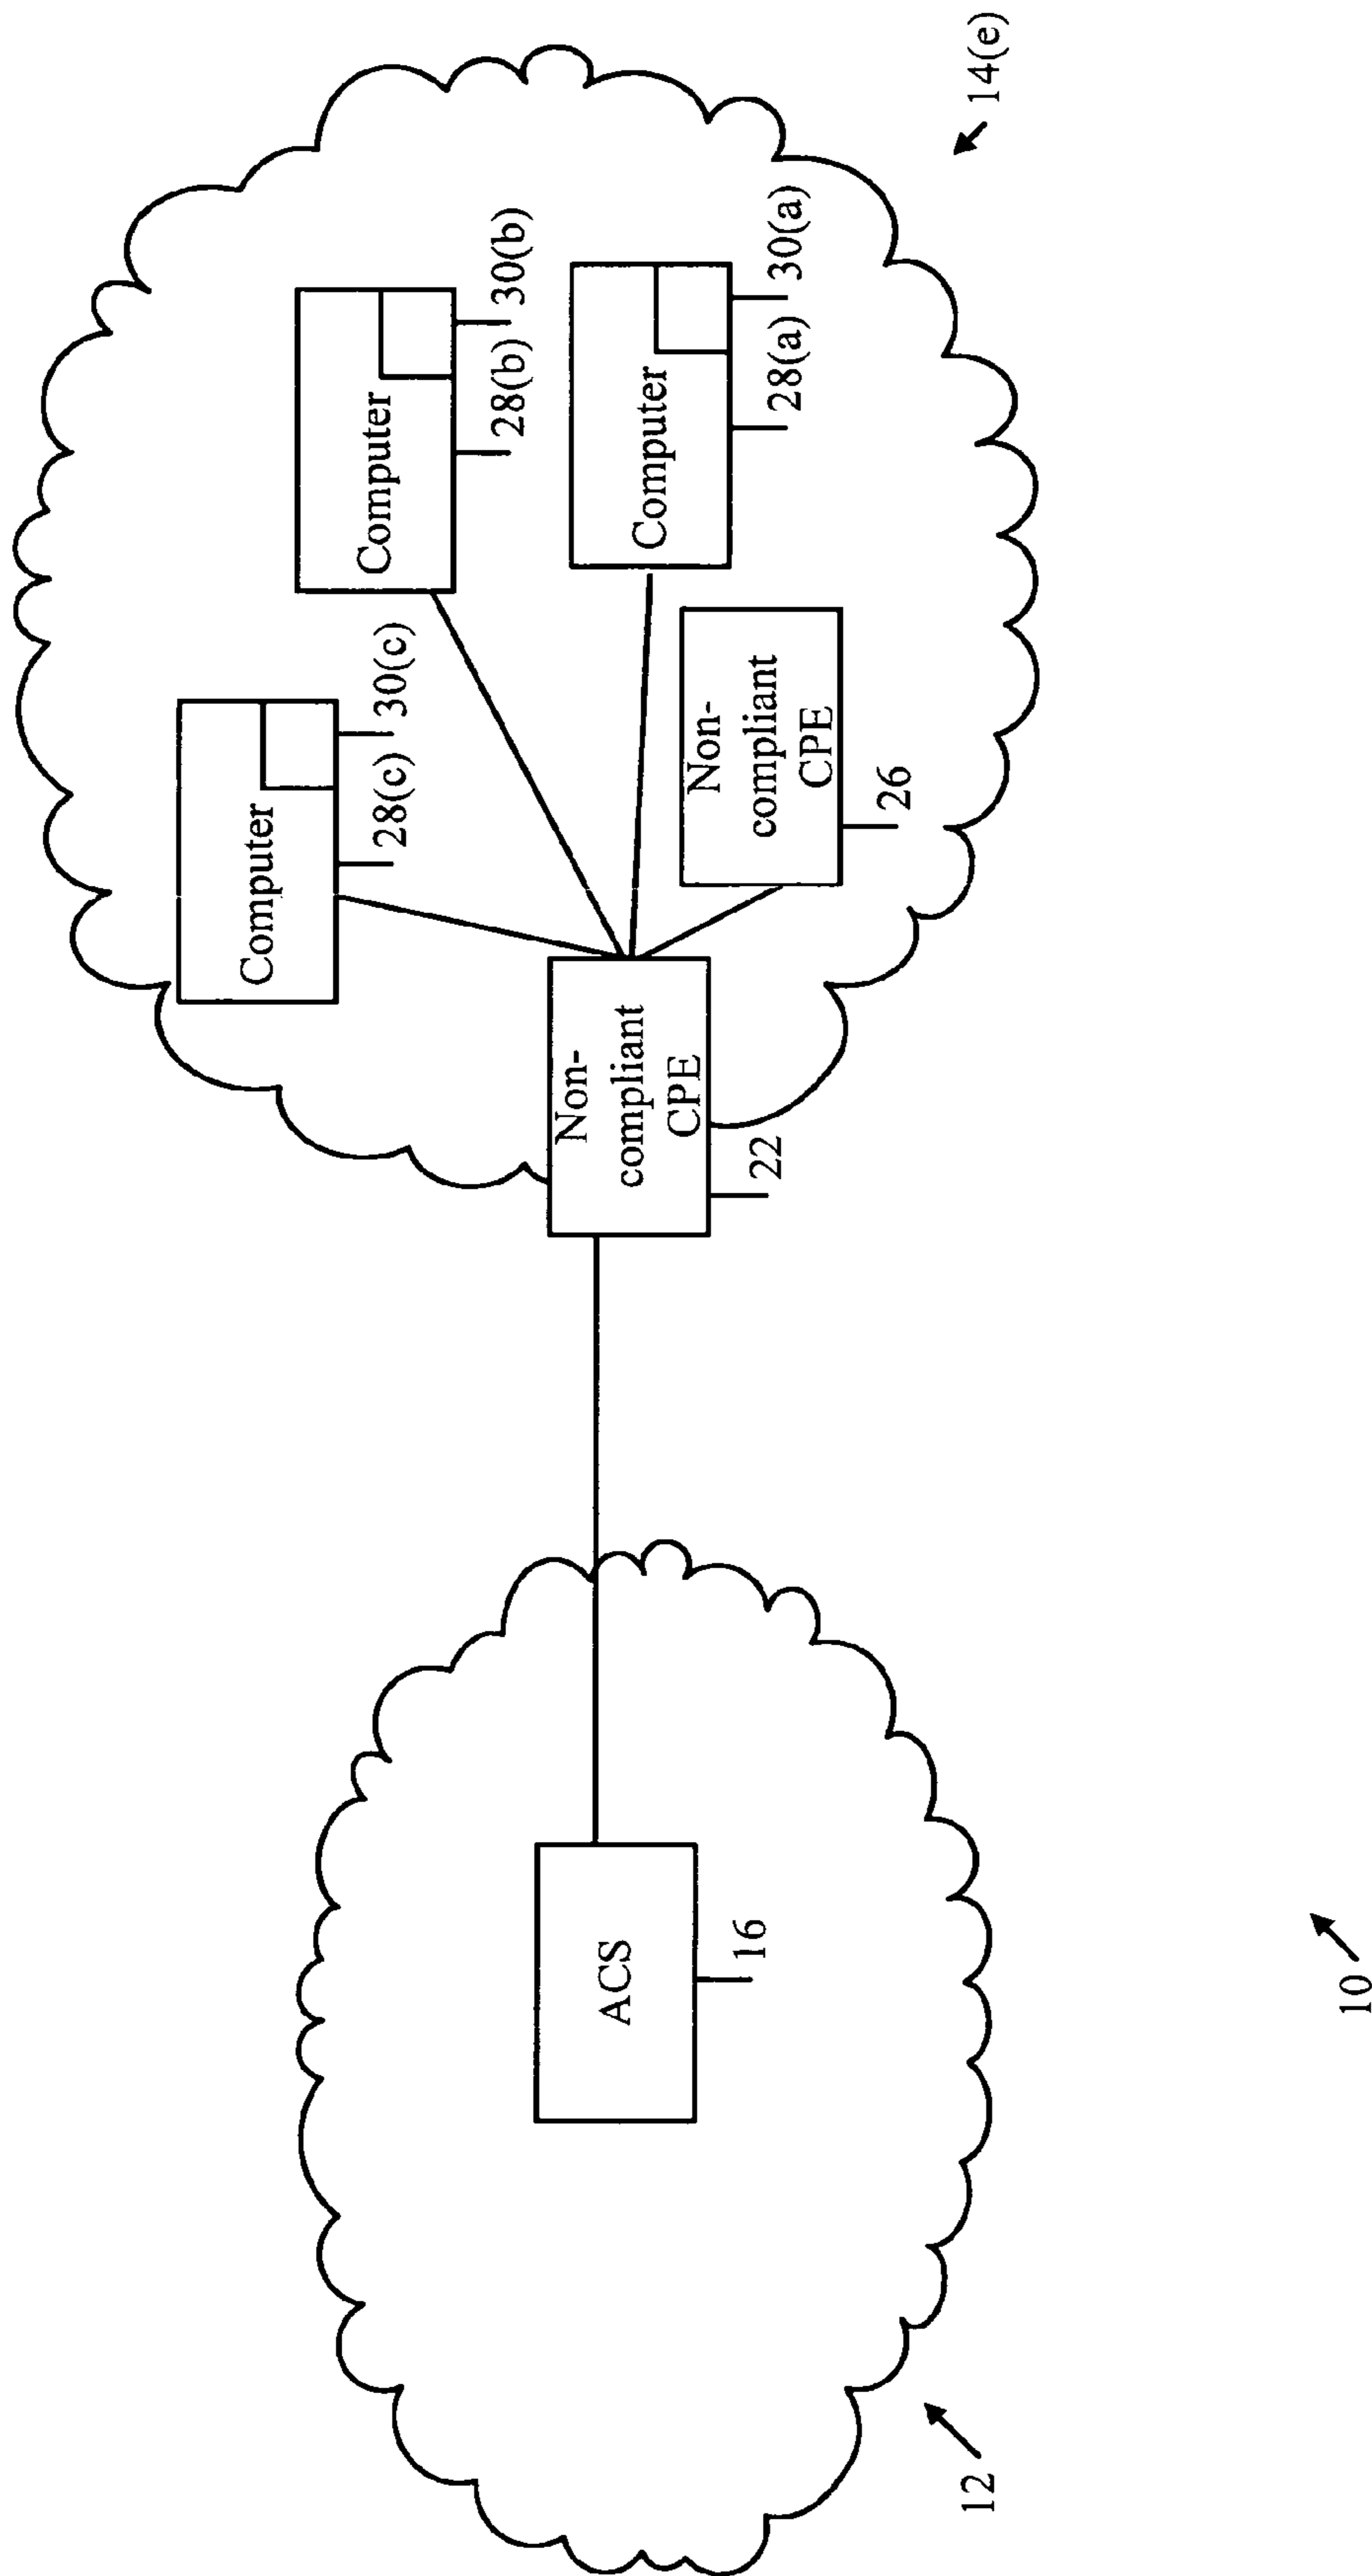 Computer
28(c)
30(c)
Computer
28(b)
30(b)
Computer
28(a)
30(a)
Non-
compliant
CPE
22
Non-
compliant
CPE
26
ACS
16
12
14(e)
10